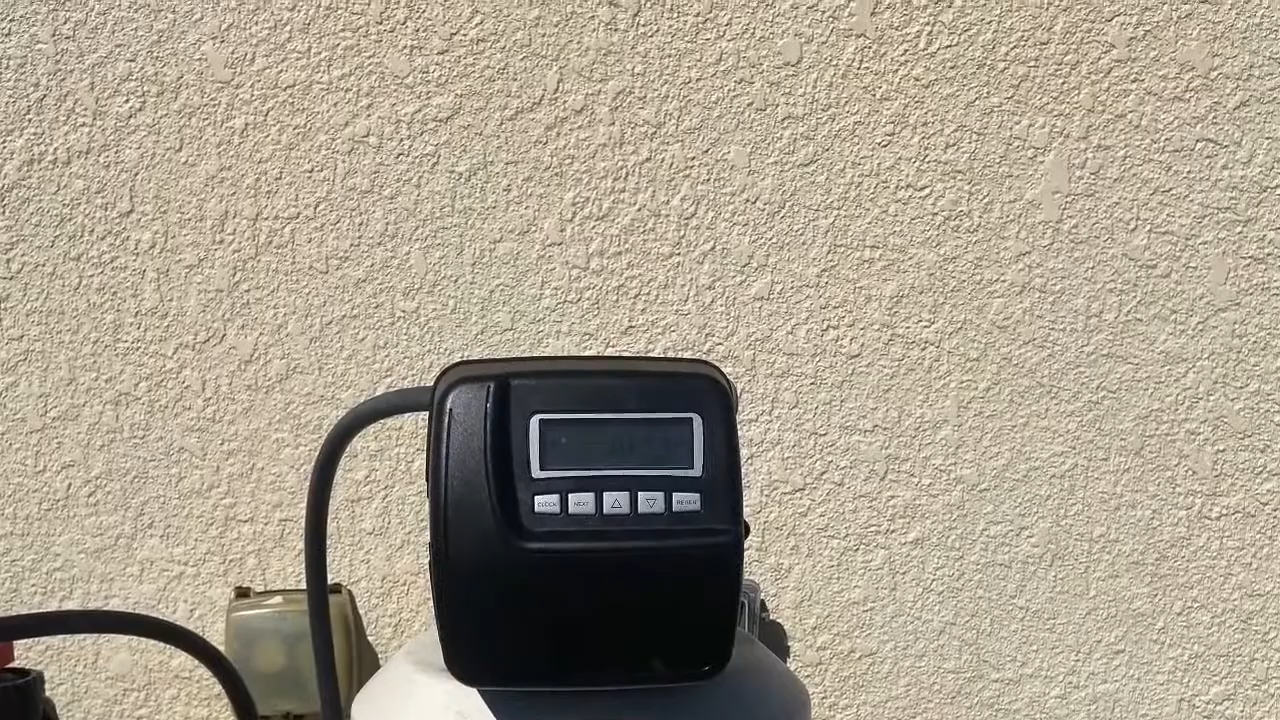 CLOCK NEXT △ ▽ REGEN